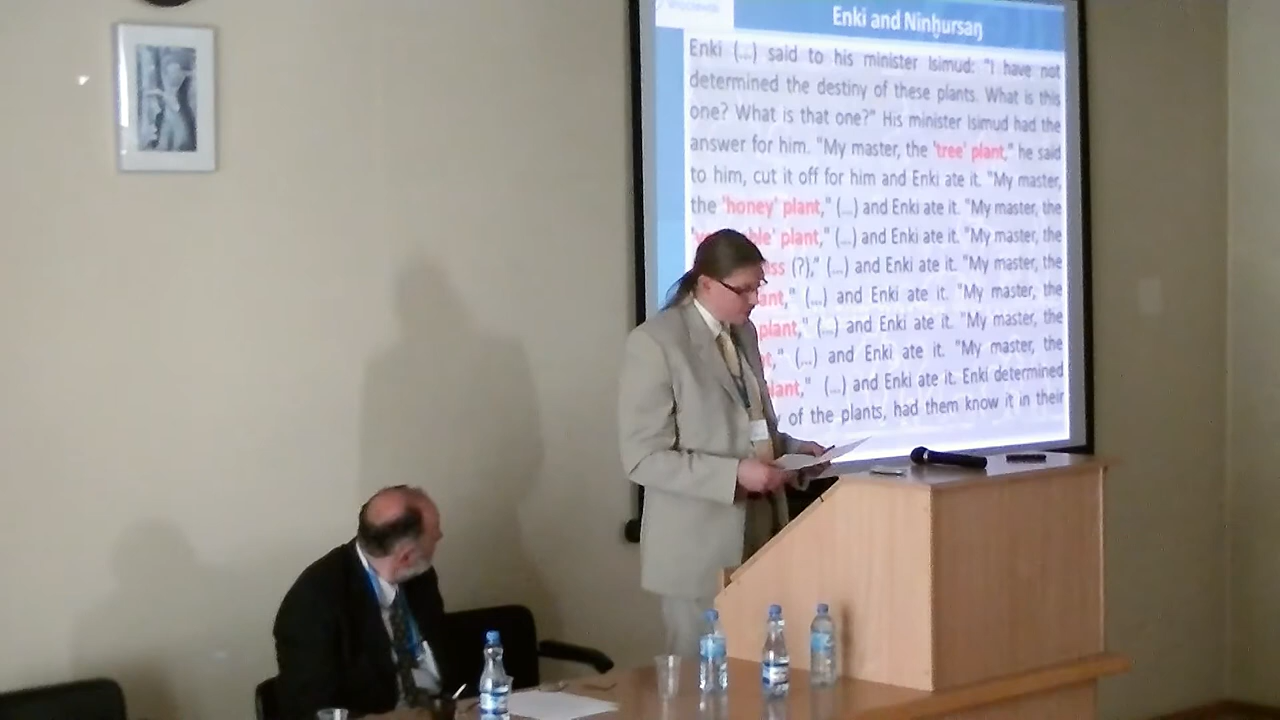 Enki and Ninḫursaŋ
Enki (...) said to his minister Isimud: "I have not
determined the destiny of these plants. What is this
one? What is that one?" His minister Isimud had the
answer for him. "My master, the 'tree' plant," he said
to him, cut it off for him and Enki ate it. "My master,
the 'honey' plant," (...) and Enki ate it. "My master, the
plant," (...) and Enki ate it. "My master, the
(?)," (...) and Enki ate it. "My master, the
(...) and Enki ate it. "My master, the
plant," (...) and Enki ate it. "My master, the
(...) and Enki ate it. "My master, the
(...) and Enki ate it. Enki determined
of the plants, had them know it in their